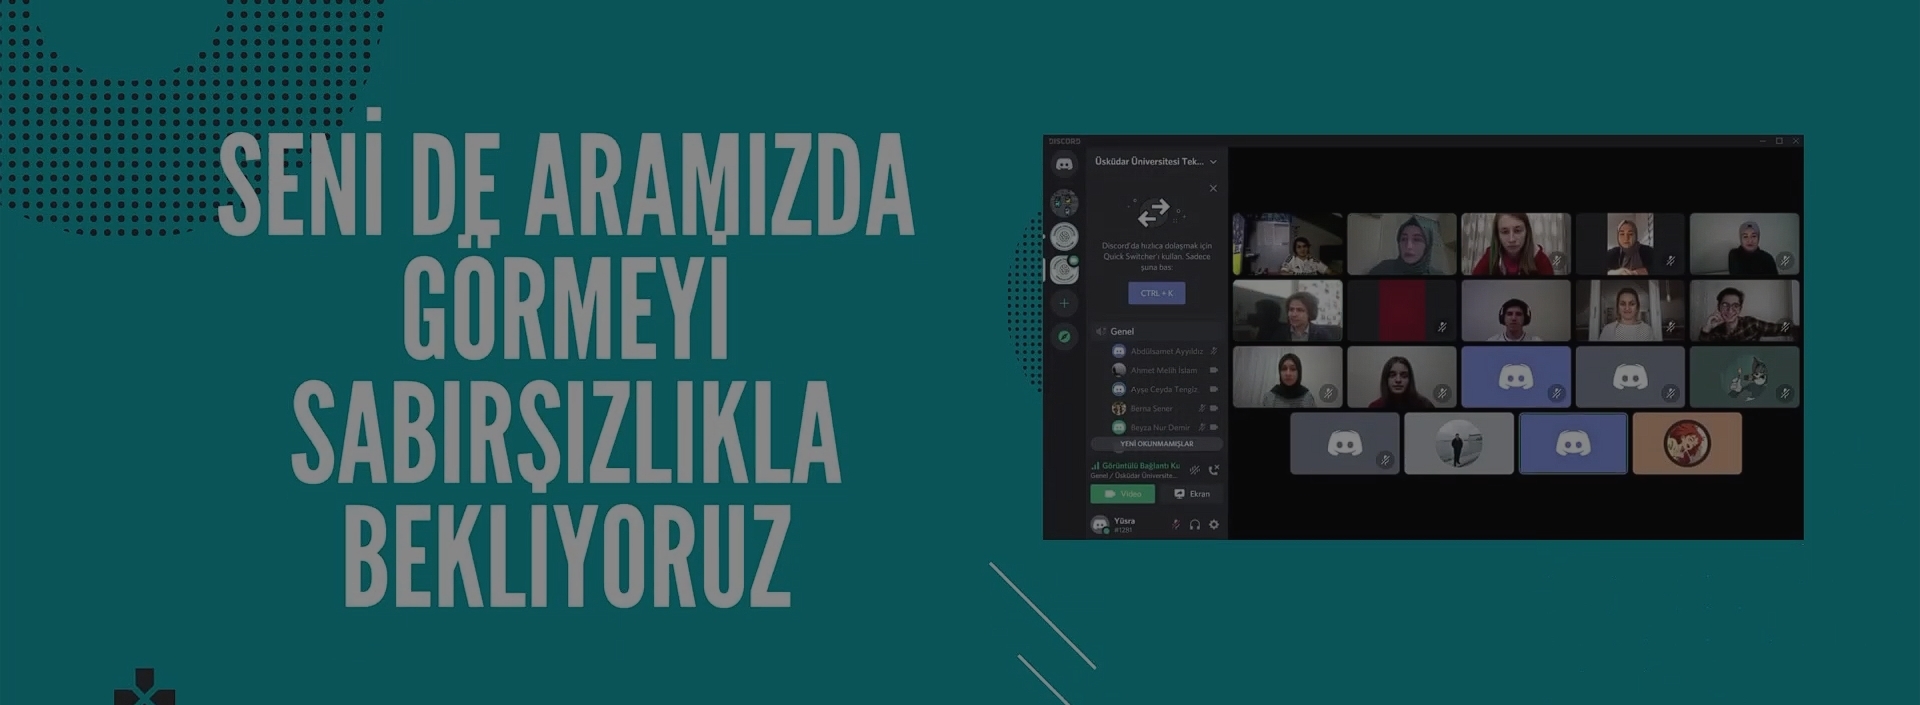 SENİ DE ARAMIZDA
GÖRMEYİ
SABIRSIZLIKLA
BEKLİYORUZ
DISCORD
Üsküdar Üniversitesi Tek...
Discord'da hızlıca dolaşmak için
Quick Switcher'ı kullan. Sadece
şuna bas:
CTRL + K
Genel
Abdülsamet Ayyıldız
Ahmet Melih İslam
Ayşe Ceyda Tengiz
Berna Şener
Beyza Nur Demir
YENİ OKUNMAMIŞLAR
Görüntülü Bağlantı Ku
Genel / Üsküdar Üniversite...
Video
Ekran
Yüsra
#1281